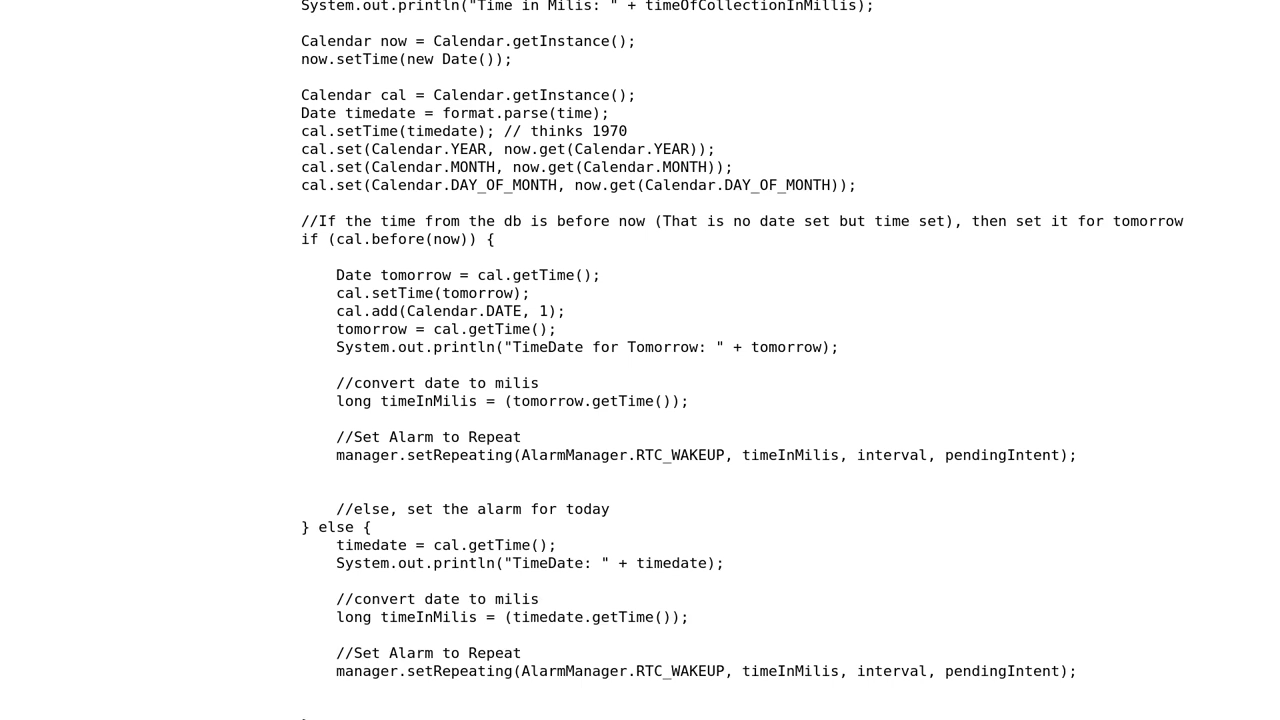 System.out.println("Time in Milis: " + timeOfCollectionInMillis);
Calendar now = Calendar.getInstance();
now.setTime(new Date());
Calendar cal = Calendar.getInstance();
Date timedate = format.parse(time);
cal.setTime(timedate); // thinks 1970
cal.set(Calendar.YEAR, now.get(Calendar.YEAR));
cal.set(Calendar.MONTH, now.get(Calendar.MONTH));
cal.set(Calendar.DAY_OF_MONTH, now.get(Calendar.DAY_OF_MONTH));
//If the time from the db is before now (That is no date set but time set), then set it for tomorrow
if (cal.before(now)) {
Date tomorrow = cal.getTime();
cal.setTime(tomorrow);
cal.add(Calendar.DATE, 1);
tomorrow = cal.getTime();
System.out.println("TimeDate for Tomorrow: " + tomorrow);
//convert date to milis
long timeInMilis = (tomorrow.getTime());
//Set Alarm to Repeat
manager.setRepeating(AlarmManager.RTC_WAKEUP, timeInMilis, interval, pendingIntent);
//else, set the alarm for today
} else {
timedate = cal.getTime();
System.out.println("TimeDate: " + timedate);
//convert date to milis
long timeInMilis = (timedate.getTime());
//Set Alarm to Repeat
manager.setRepeating(AlarmManager.RTC_WAKEUP, timeInMilis, interval, pendingIntent);